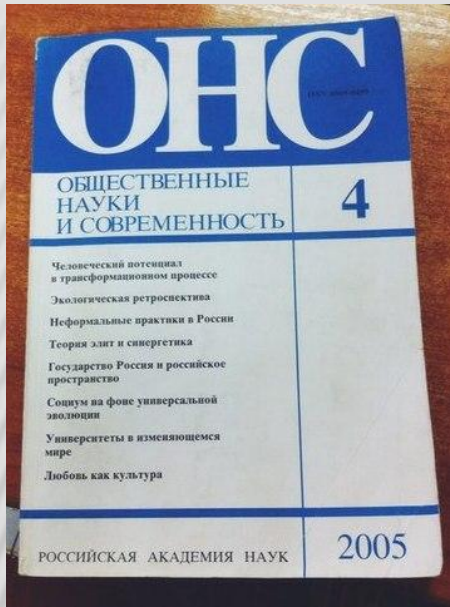 ОНС
ОБЩЕСТВЕННЫЕ
НАУКИ
И СОВРЕМЕННОСТЬ
4
Человеческий потенциал
в трансформационном процессе
Экологическая ретроспектива
Неформальные практики в России
Теория элит и синергетика
Государство Россия и российское
пространство
Социум на фоне универсальной
эволюции
Университеты в изменяющемся
мире
Любовь как культура
РОССИЙСКАЯ АКАДЕМИЯ НАУК
2005